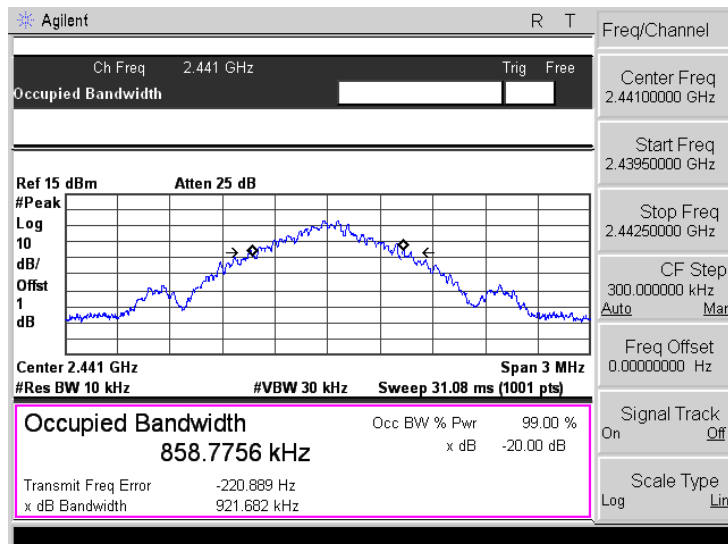 Agilent R T
Freq/Channel
Ch Freq 2.441 GHz Trig Free
Occupied Bandwidth
Center Freq
2.44100000 GHz
Start Freq
2.43950000 GHz
Stop Freq
2.44250000 GHz
CF Step
300.000000 kHz
Auto Man
Freq Offset
0.00000000 Hz
Signal Track
On Off
Scale Type
Log Lin
Ref 15 dBm Atten 25 dB
#Peak
Log
10
dB/
Offst
1
dB
Center 2.441 GHz Span 3 MHz
#Res BW 10 kHz #VBW 30 kHz Sweep 31.08 ms (1001 pts)
Occupied Bandwidth
858.7756 kHz
Occ BW % Pwr 99.00 %
x dB -20.00 dB
Transmit Freq Error -220.889 Hz
x dB Bandwidth 921.682 kHz